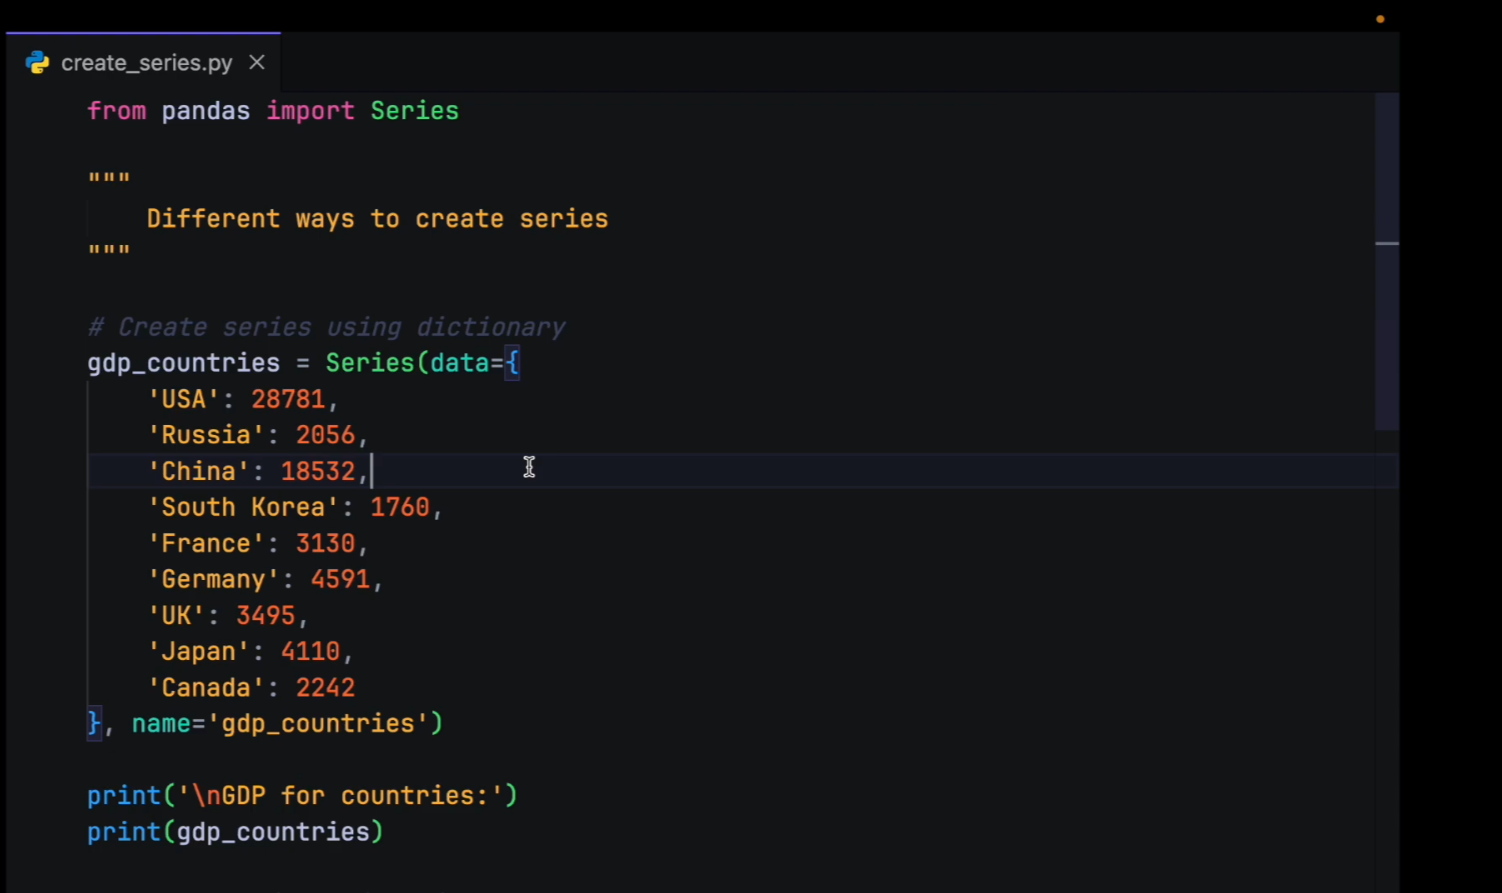 create_series.py
from pandas import Series
"""
    Different ways to create series
"""
# Create series using dictionary
gdp_countries = Series(data={
    'USA': 28781,
    'Russia': 2056,
    'China': 18532,
    'South Korea': 1760,
    'France': 3130,
    'Germany': 4591,
    'UK': 3495,
    'Japan': 4110,
    'Canada': 2242
}, name='gdp_countries')
print('\nGDP for countries:')
print(gdp_countries)